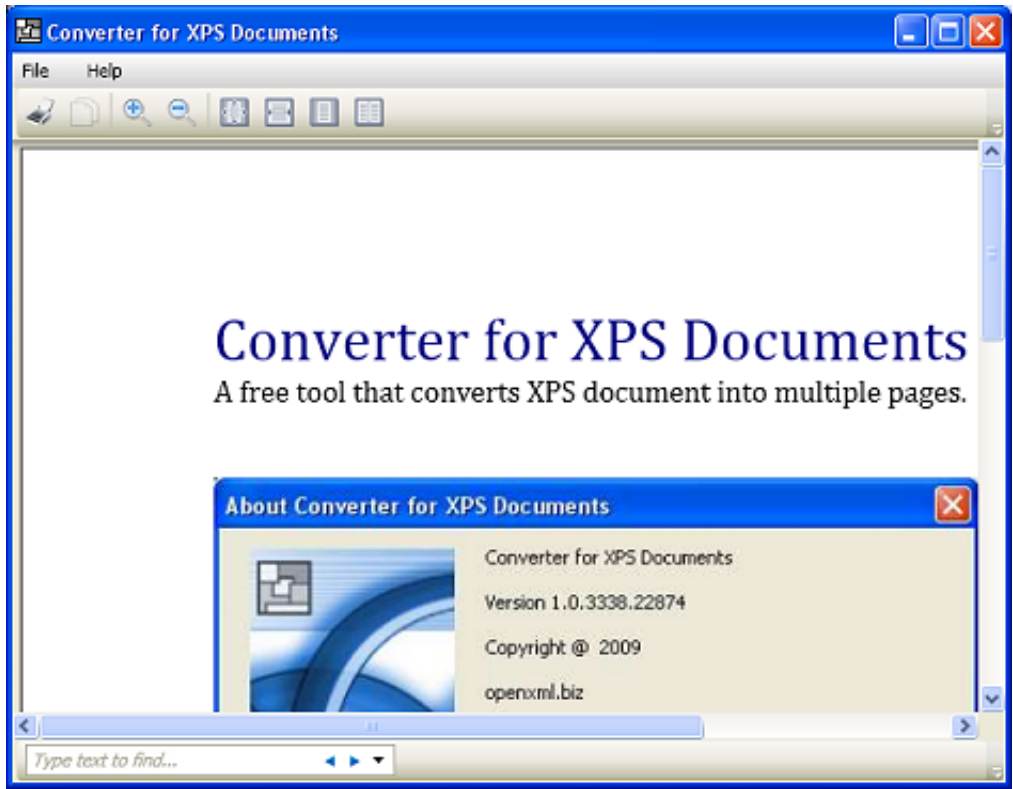 Converter for XPS Documents
File Help
Converter for XPS Documents
A free tool that converts XPS document into multiple pages.
About Converter for XPS Documents
Converter for XPS Documents
Version 1.0.3338.22874
Copyright @ 2009
openxml.biz
Type text to find...